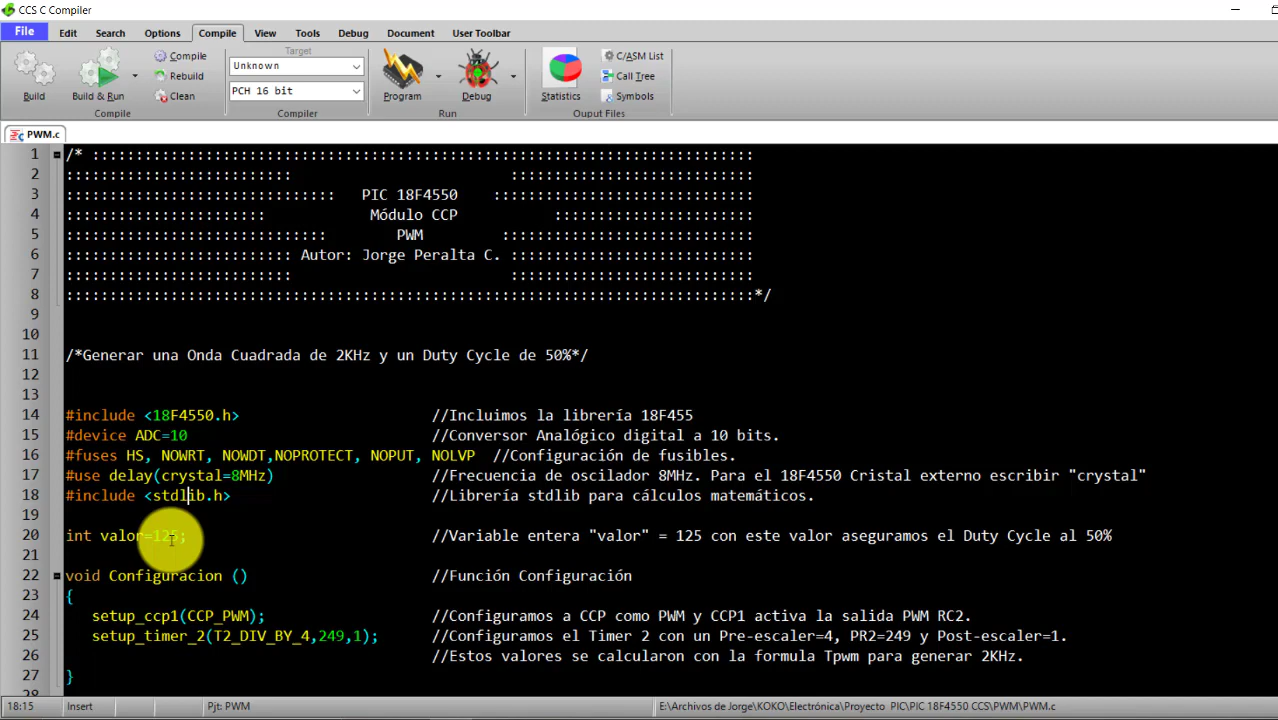 CCS C Compiler
File Edit Search Options Compile View Tools Debug Document User Toolbar
Build
Build & Run
Compile
Rebuild
Clean
Compile
Target
Unknown
PCH 16 bit
Compiler
Program
Debug
Run
Statistics
C/ASM List
Call Tree
Symbols
Ouput Files
PWM.c
1 /* ::::::::::::::::::::::::::::::::::::::::::::::::::::::::::::::::::::::::::::
2 :::::::::::::::::::::::::: ::::::::::::::::::::::::::::
3 ::::::::::::::::::::::::::::::: PIC 18F4550 ::::::::::::::::::::::::::::::
4 ::::::::::::::::::::::: Módulo CCP :::::::::::::::::::::::
5 :::::::::::::::::::::::::::::: PWM :::::::::::::::::::::::::::::
6 :::::::::::::::::::::::::: Autor: Jorge Peralta C. ::::::::::::::::::::::::::::
7 :::::::::::::::::::::::::: ::::::::::::::::::::::::::::
8 :::::::::::::::::::::::::::::::::::::::::::::::::::::::::::::::::::::::::::::::*/
9
10
11 /*Generar una Onda Cuadrada de 2KHz y un Duty Cycle de 50%*/
12
13
14 #include <18F4550.h> //Incluimos la librería 18F455
15 #device ADC=10 //Conversor Analógico digital a 10 bits.
16 #fuses HS, NOWRT, NOWDT,NOPROTECT, NOPUT, NOLVP //Configuración de fusibles.
17 #use delay(crystal=8MHz) //Frecuencia de oscilador 8MHz. Para el 18F4550 Cristal externo escribir "crystal"
18 #include <stdlib.h> //Librería stdlib para cálculos matemáticos.
19
20 int valor=125; //Variable entera "valor" = 125 con este valor aseguramos el Duty Cycle al 50%
21
22 void Configuracion () //Función Configuración
23 {
24 setup_ccp1(CCP_PWM); //Configuramos a CCP como PWM y CCP1 activa la salida PWM RC2.
25 setup_timer_2(T2_DIV_BY_4,249,1); //Configuramos el Timer 2 con un Pre-escaler=4, PR2=249 y Post-escaler=1.
26 //Estos valores se calcularon con la formula Tpwm para generar 2KHz.
27 }
28
18:15 Insert Pjt: PWM E:\Archivos de Jorge\KOKO\Electrónica\Proyecto PIC\PIC 18F4550 CCS\PWM\PWM.c